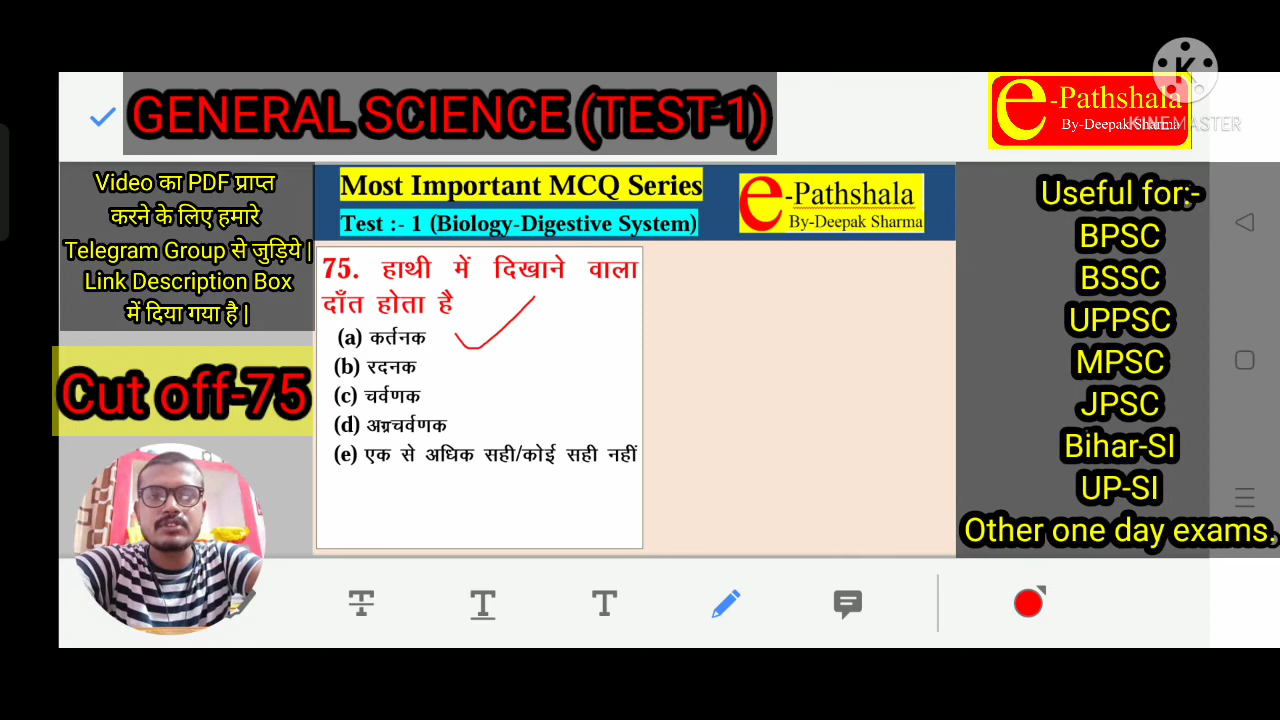 GENERAL SCIENCE (TEST-1)
e-Pathshala
By-Deepak Sharma
KINEMASTER
Video का PDF प्राप्त
करने के लिए हमारे
Telegram Group से जुड़िये |
Link Description Box
में दिया गया है |
Cut off-75
Most Important MCQ Series
Test :- 1 (Biology-Digestive System)
e-Pathshala
By-Deepak Sharma
75. हाथी में दिखाने वाला
दाँत होता है
(a) कर्तनक
(b) रदनक
(c) चर्वणक
(d) अग्रचर्वणक
(e) एक से अधिक सही/कोई सही नहीं
Useful for:-
BPSC
BSSC
UPPSC
MPSC
JPSC
Bihar-SI
UP-SI
Other one day exams.